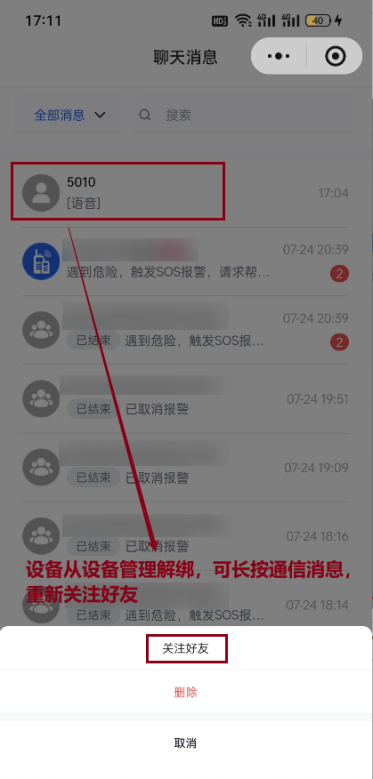 17:11
HD 4G 4G 40
聊天消息
全部消息
搜索
5010
17:04
[语音]
07-24 20:39
遇到危险，触发SOS报警，请求帮...
2
07-24 20:39
已结束 遇到危险，触发SOS报...
2
07-24 19:51
已结束 已取消报警
07-24 19:09
已结束 已取消报警
07-24 18:16
已结束 已取消报警
设备从设备管理解绑，可长按通信消息，
重新关注好友
07-24 18:14
已结束 遇到危险，触发SOS报...
关注好友
删除
取消